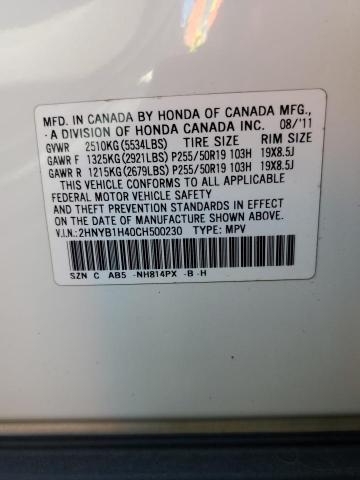 MFD. IN CANADA BY HONDA OF CANADA MFG.,
A DIVISION OF HONDA CANADA INC. 08/'11
GVWR 2510KG(5534LBS) TIRE SIZE RIM SIZE
GAWR F 1325KG(2921LBS) P255/50R19 103H 19X8.5J
GAWR R 1215KG(2679LBS) P255/50R19 103H 19X8.5J
THIS VEHICLE CONFORMS TO ALL APPLICABLE
FEDERAL MOTOR VEHICLE SAFETY BUMPER,
AND THEFT PREVENTION STANDARDS IN EFFECT
ON THE DATE OF MANUFACTURE SHOWN ABOVE.
V.I.N.:2HNYB1H40CH500230 TYPE: MPV
SZN C AB5 -NH814PX -B -H